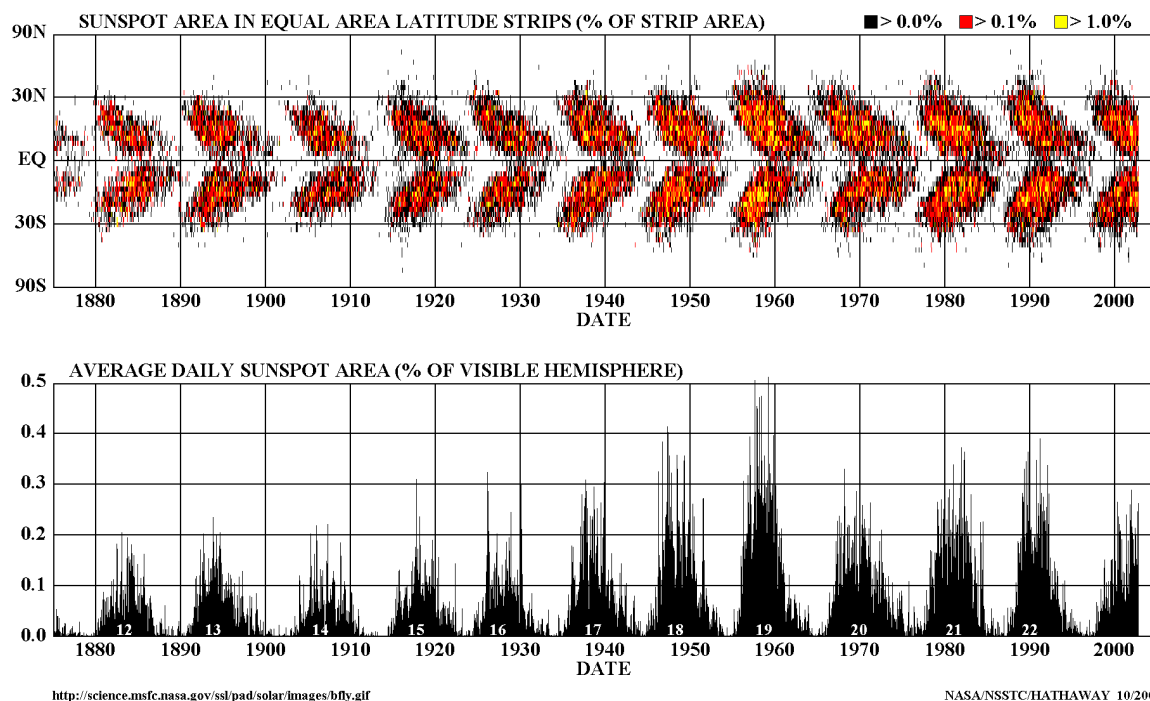 SUNSPOT AREA IN EQUAL AREA LATITUDE STRIPS (% OF STRIP AREA) > 0.0% > 0.1% > 1.0%
90N
30N
EQ
30S
90S
1880 1890 1900 1910 1920 1930 1940 1950 1960 1970 1980 1990 2000
DATE
AVERAGE DAILY SUNSPOT AREA (% OF VISIBLE HEMISPHERE)
0.5
0.4
0.3
0.2
0.1
0.0
12 13 14 15 16 17 18 19 20 21 22
1880 1890 1900 1910 1920 1930 1940 1950 1960 1970 1980 1990 2000
DATE
http://science.msfc.nasa.gov/ssl/pad/solar/images/bfly.gif NASA/NSSTC/HATHAWAY